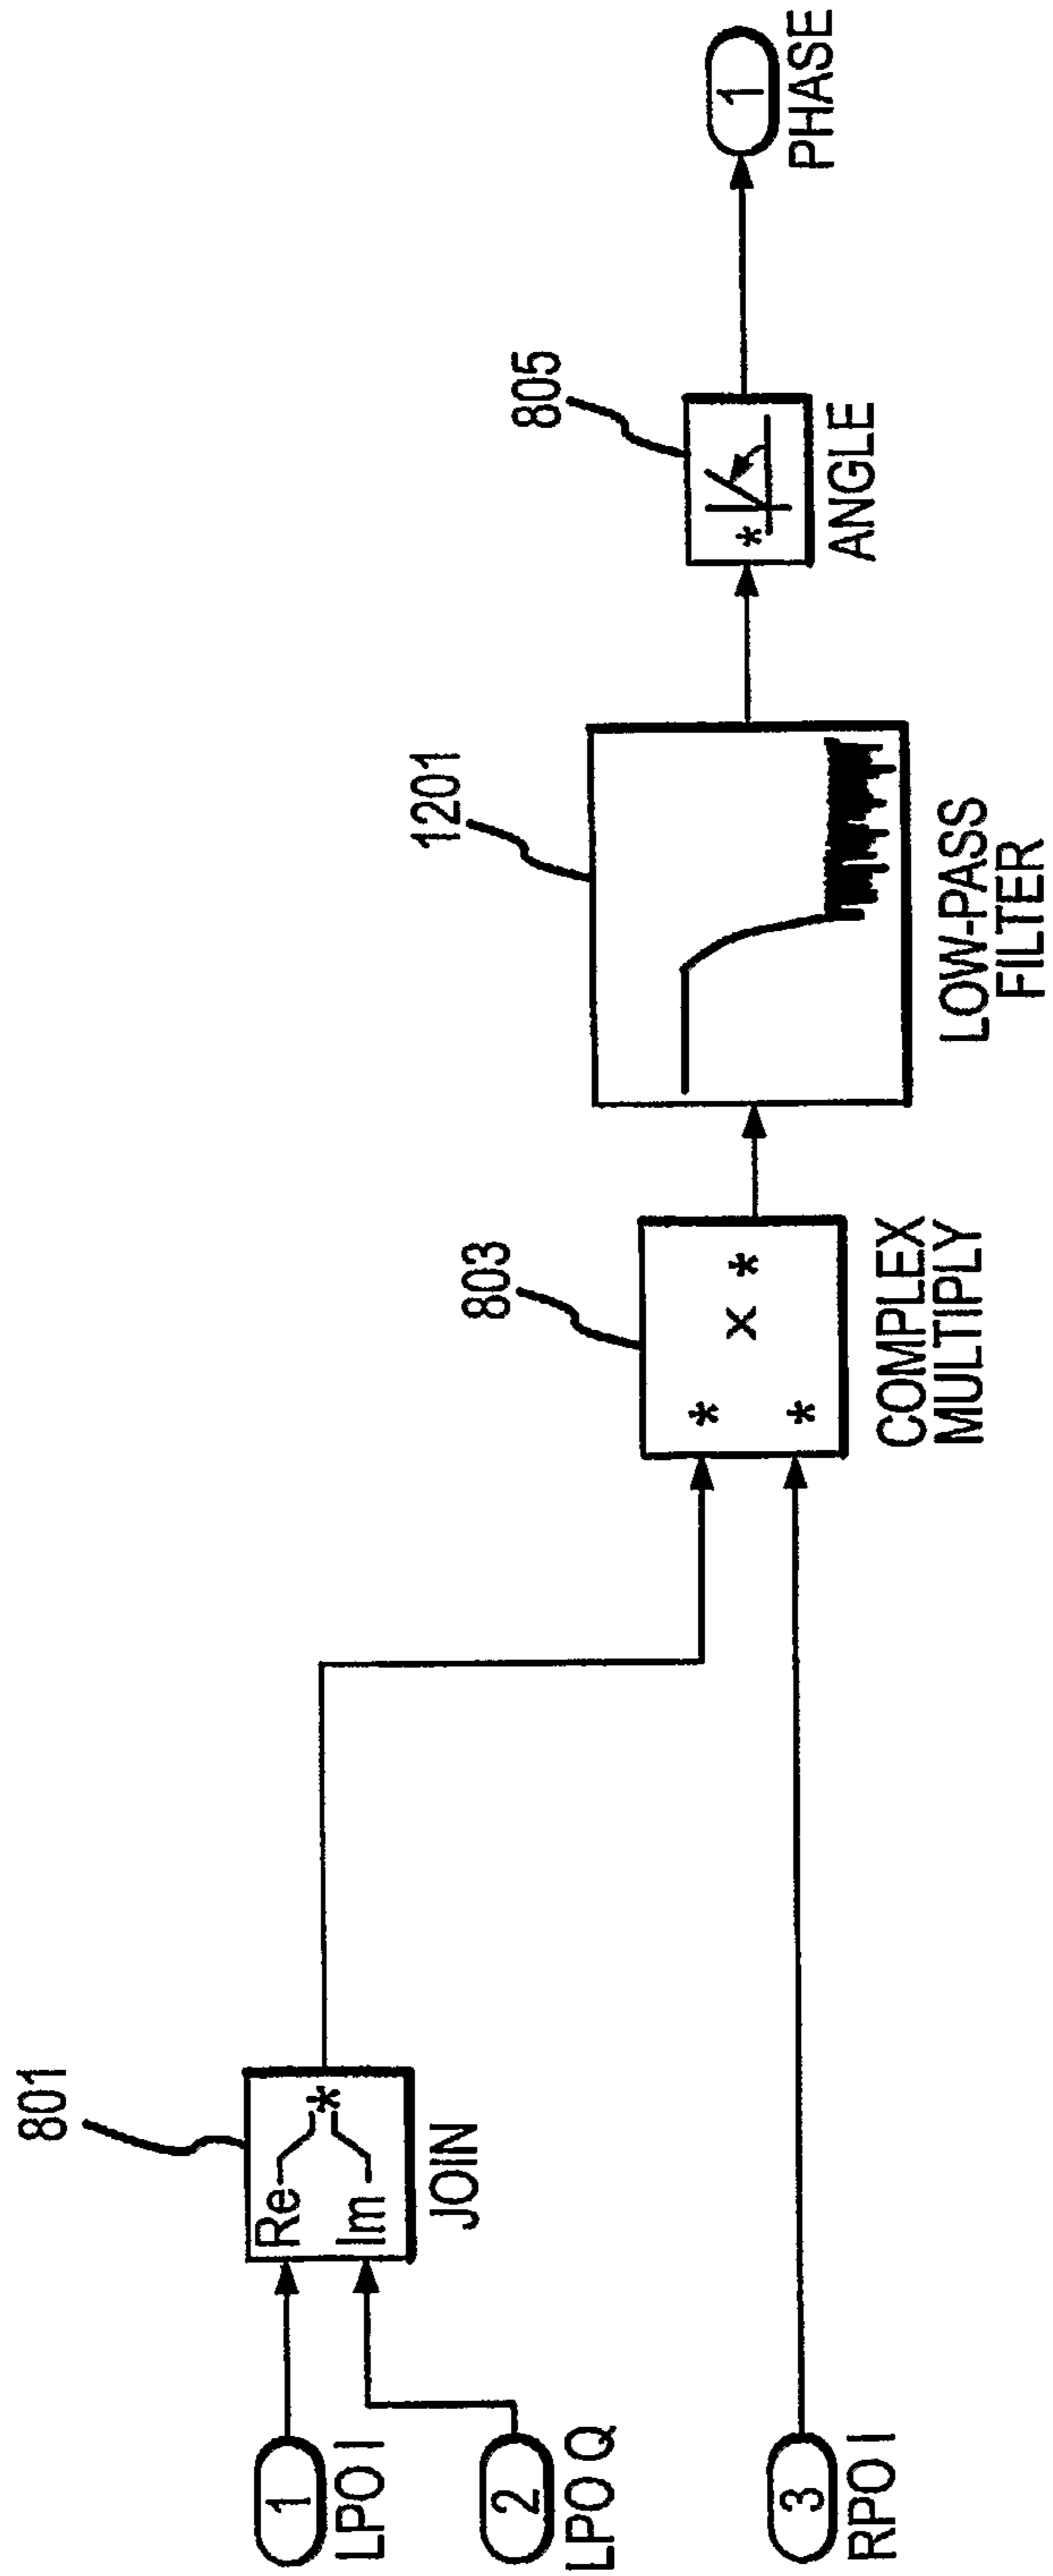 801
1
LPO I
2
LPO Q
Re
Im
*
JOIN
3
RPO I
803
*
*
x *
COMPLEX
MULTIPLY
1201
LOW-PASS
FILTER
805
*
ANGLE
1
PHASE